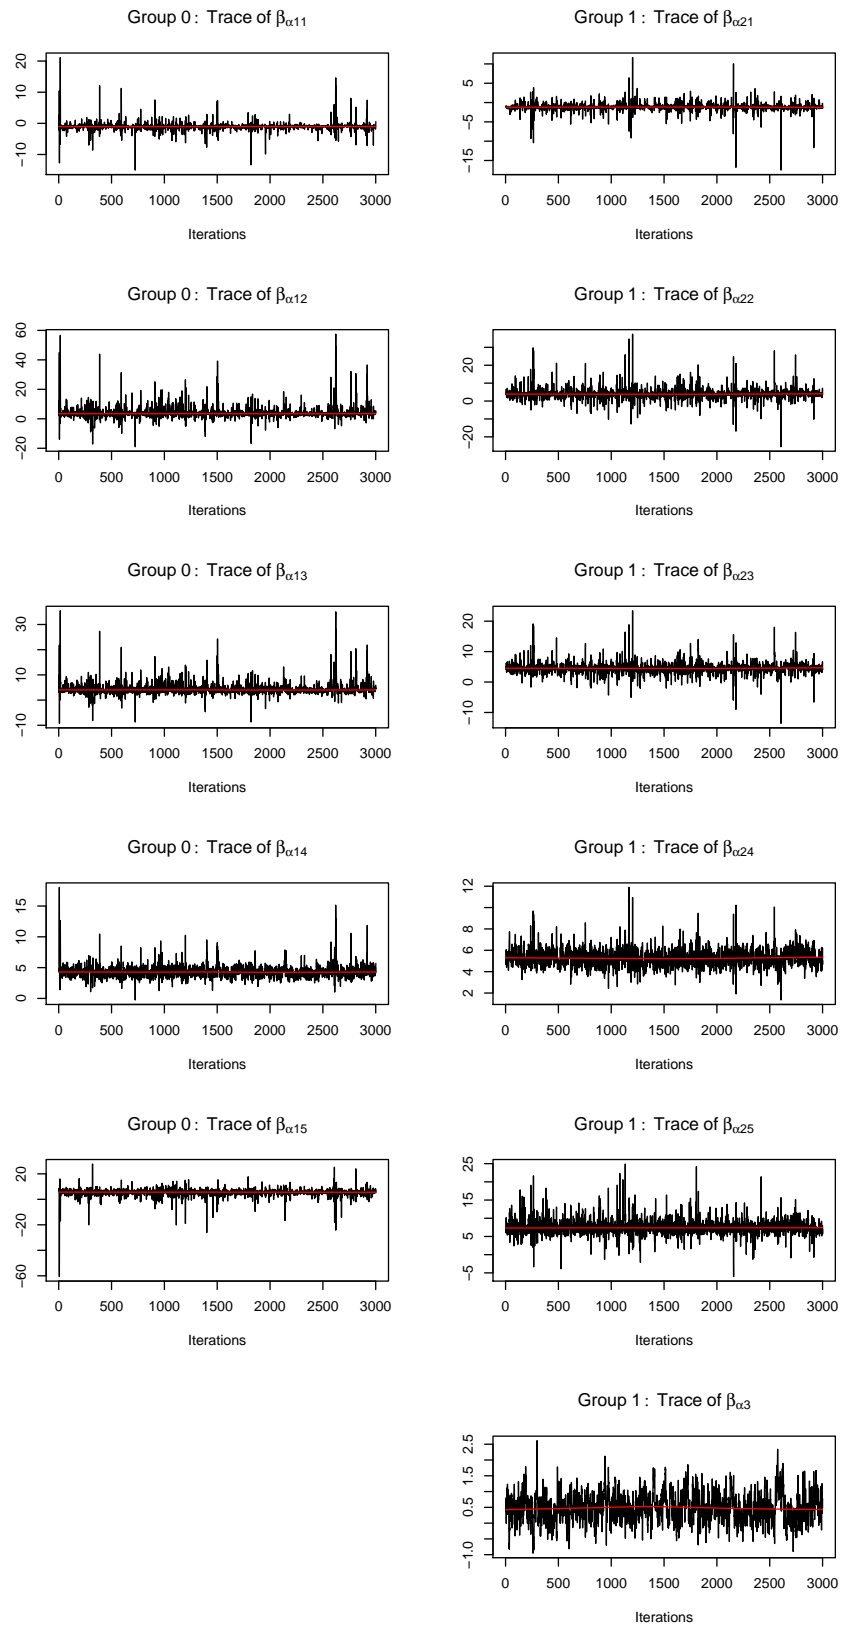 Group 0 : Trace of βα11
20
10
0
−10
0 500 1000 1500 2000 2500 3000
Iterations
Group 1 : Trace of βα21
5
−5
−15
0 500 1000 1500 2000 2500 3000
Iterations
Group 0 : Trace of βα12
60
40
20
0
−20
0 500 1000 1500 2000 2500 3000
Iterations
Group 1 : Trace of βα22
20
0
−20
0 500 1000 1500 2000 2500 3000
Iterations
Group 0 : Trace of βα13
30
10
−10
0 500 1000 1500 2000 2500 3000
Iterations
Group 1 : Trace of βα23
20
10
0
−10
0 500 1000 1500 2000 2500 3000
Iterations
Group 0 : Trace of βα14
15
10
5
0
0 500 1000 1500 2000 2500 3000
Iterations
Group 1 : Trace of βα24
12
10
8
6
4
2
0 500 1000 1500 2000 2500 3000
Iterations
Group 0 : Trace of βα15
20
−20
−60
0 500 1000 1500 2000 2500 3000
Iterations
Group 1 : Trace of βα25
25
15
5
−5
0 500 1000 1500 2000 2500 3000
Iterations
Group 1 : Trace of βα3
2.5
1.5
0.5
−1.0
0 500 1000 1500 2000 2500 3000
Iterations